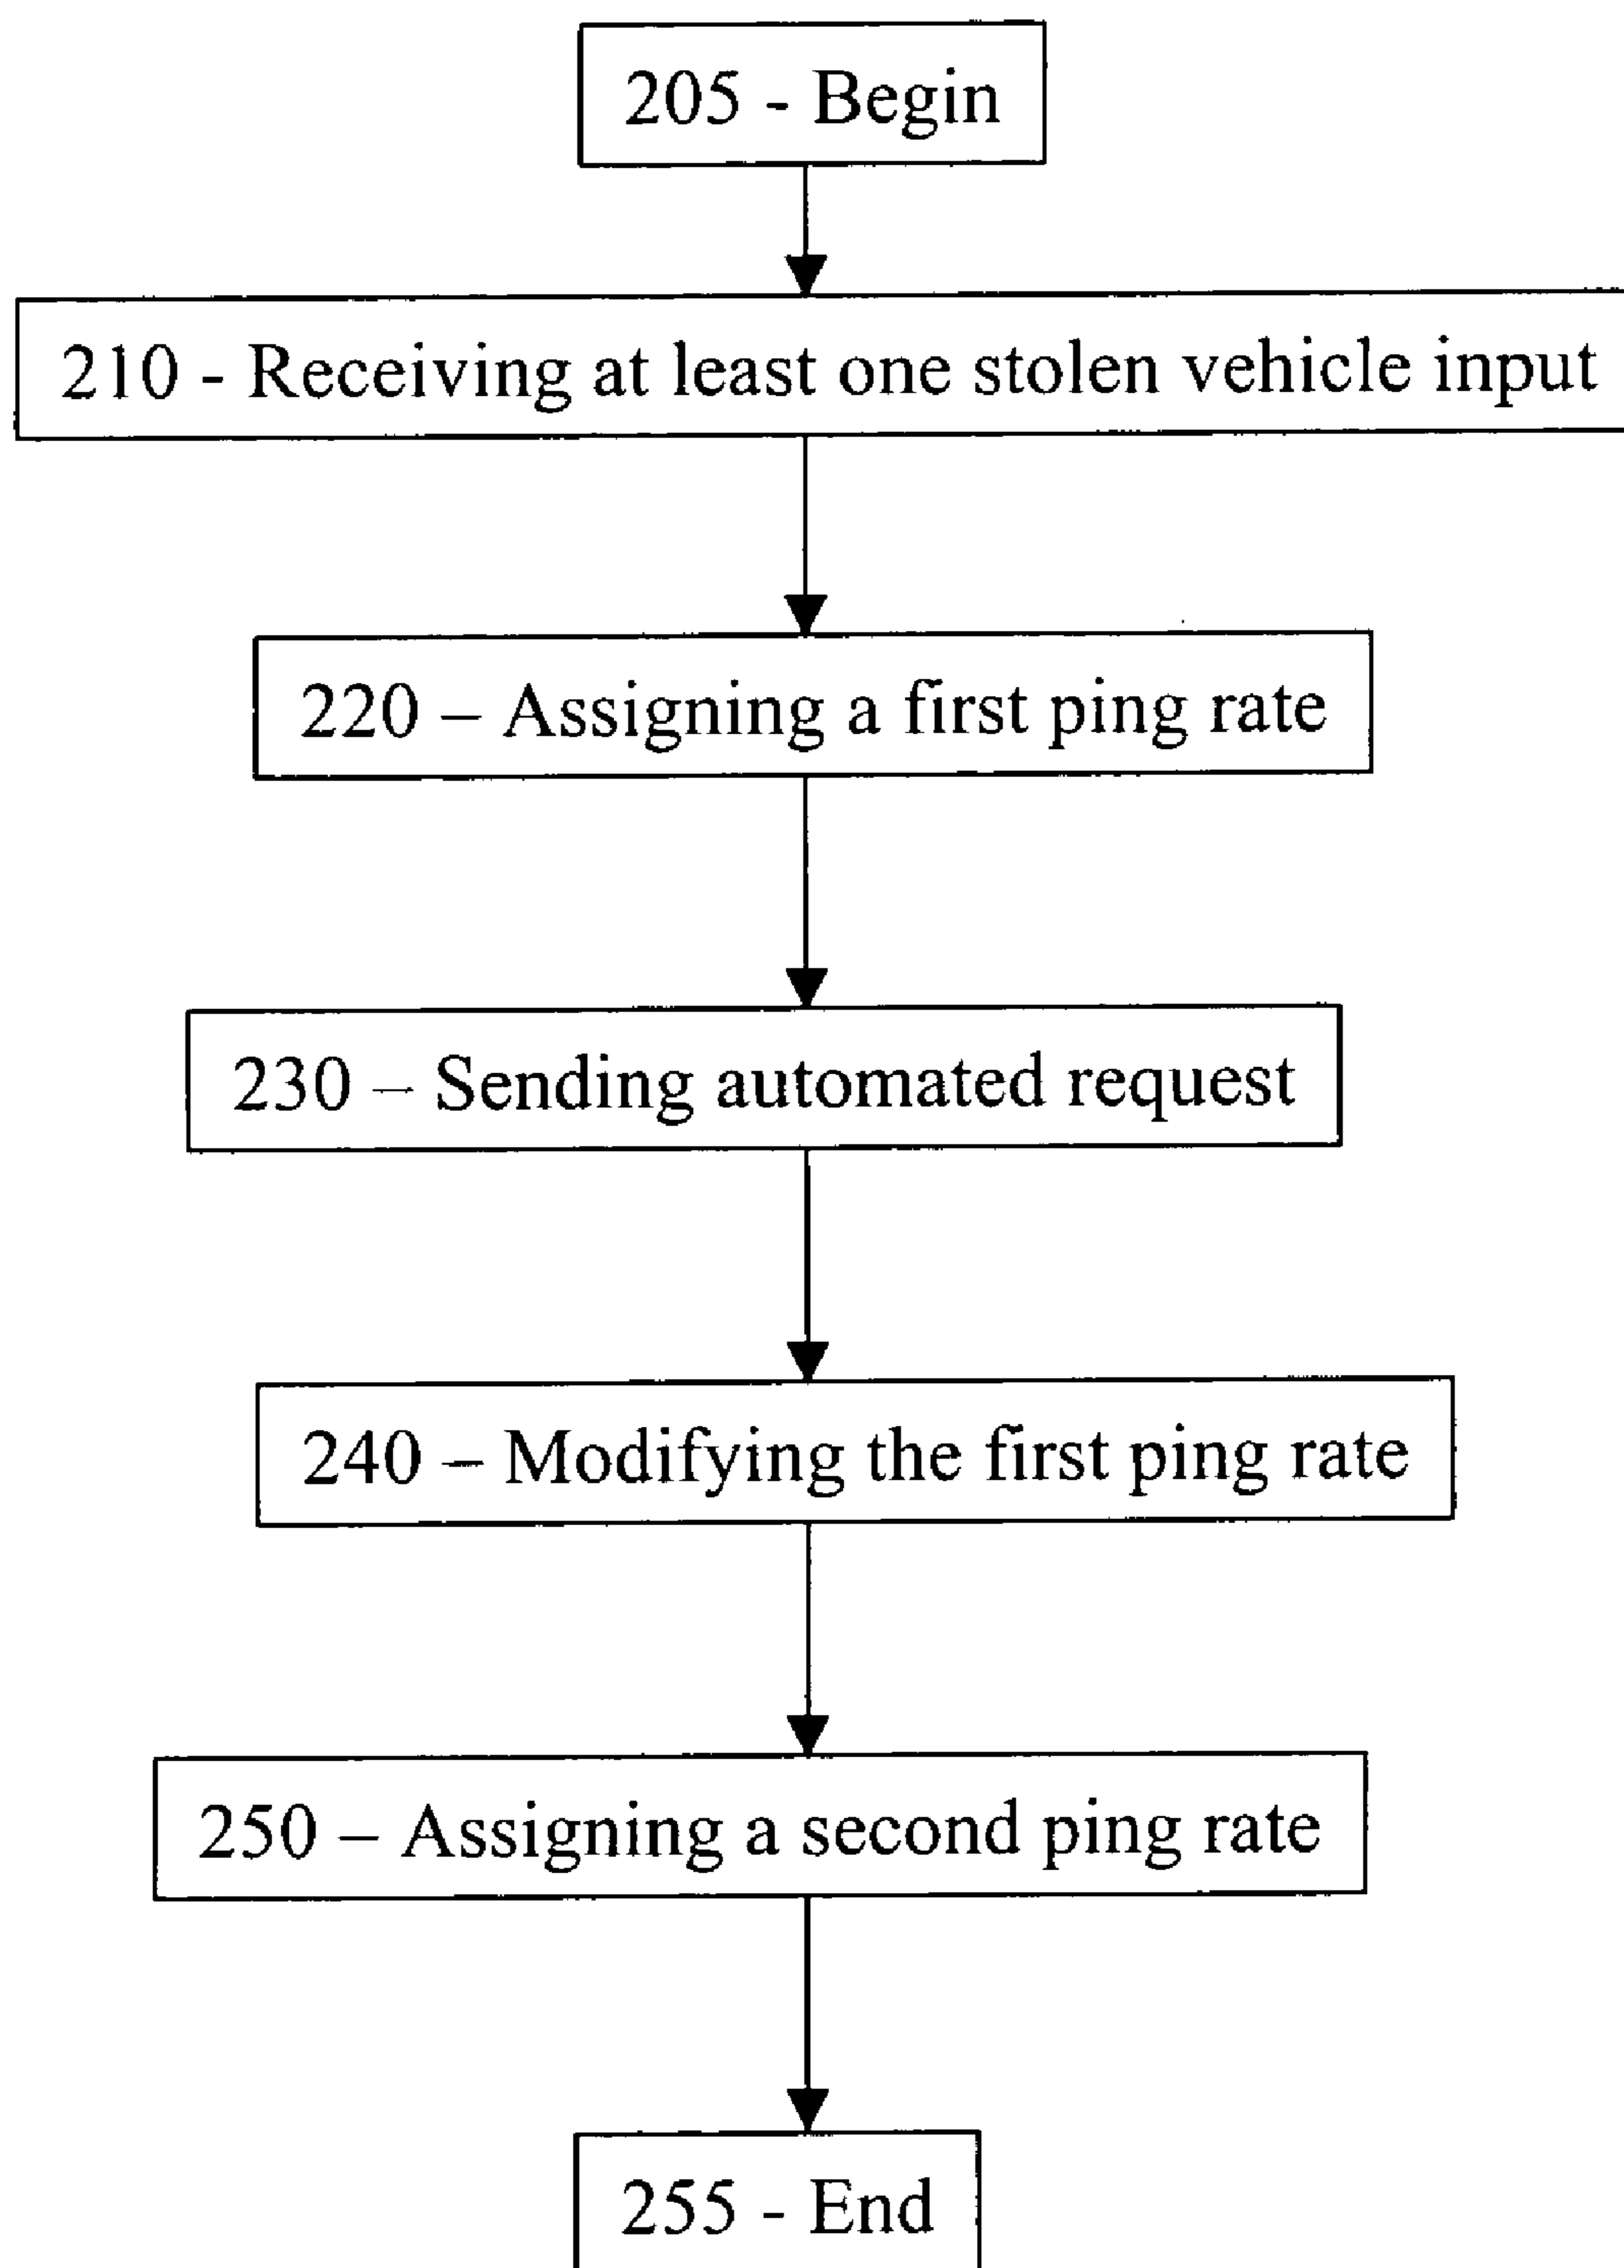 205 - Begin
210 - Receiving at least one stolen vehicle input
220 – Assigning a first ping rate
230 – Sending automated request
240 – Modifying the first ping rate
250 – Assigning a second ping rate
255 - End